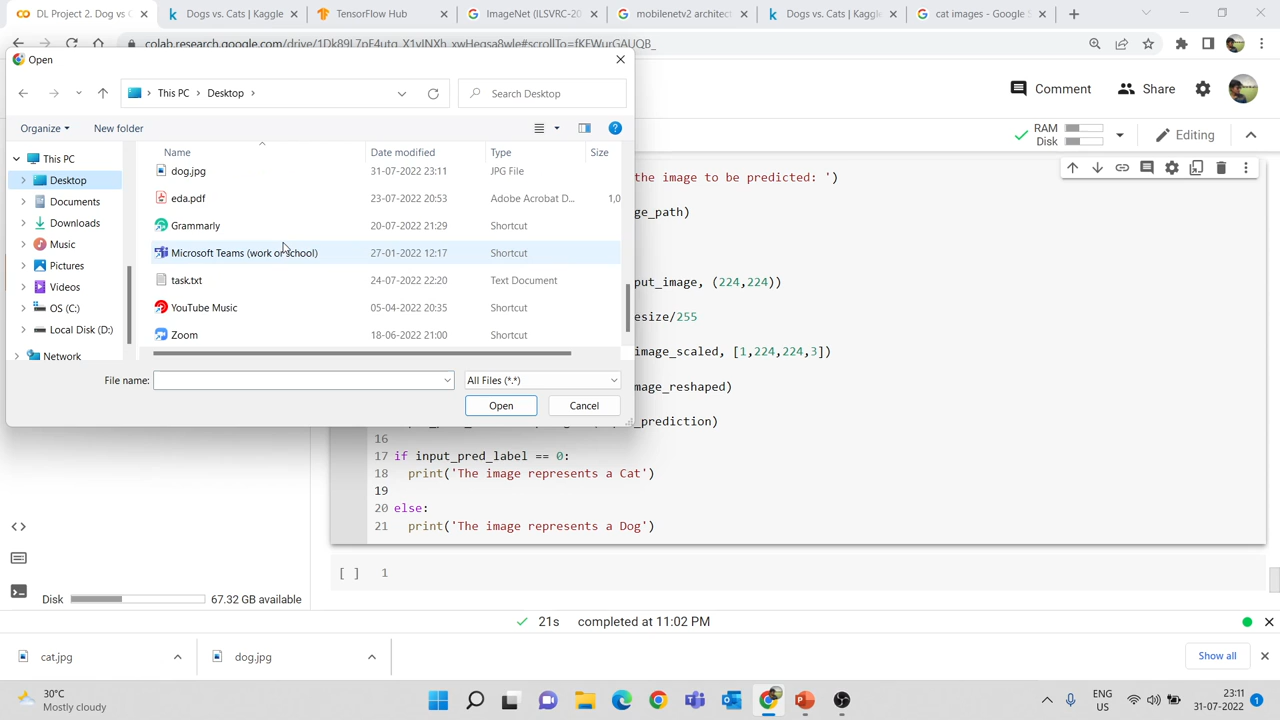 DL Project 2. Dog vs C
Dogs vs. Cats | Kaggle
TensorFlow Hub
ImageNet (ILSVRC-20
mobilenetv2 architect
Dogs vs. Cats | Kaggle
cat images - Google S
Open
This PC
Desktop
Search Desktop
Comment
Share
Organize
New folder
RAM
Disk
Editing
Name
Date modified
Type
Size
This PC
Desktop
Documents
Downloads
Music
Pictures
Videos
OS (C:)
Local Disk (D:)
Network
dog.jpg 31-07-2022 23:11 JPG File
eda.pdf 23-07-2022 20:53 Adobe Acrobat D... 1,0
Grammarly 20-07-2022 21:29 Shortcut
Microsoft Teams (work or school) 27-01-2022 12:17 Shortcut
task.txt 24-07-2022 22:20 Text Document
YouTube Music 05-04-2022 20:35 Shortcut
Zoom 18-06-2022 21:00 Shortcut
File name:
All Files (*.*)
Open
Cancel
the image to be predicted: ')
ge_path)
put_image, (224,224))
esize/255
image_scaled, [1,224,224,3])
mage_reshaped)
_prediction)
16
17 if input_pred_label == 0:
18 print('The image represents a Cat')
19
20 else:
21 print('The image represents a Dog')
[ ] 1
Disk
67.32 GB available
21s completed at 11:02 PM
cat.jpg
dog.jpg
Show all
30°C
Mostly cloudy
ENG
US
23:11
31-07-2022
1